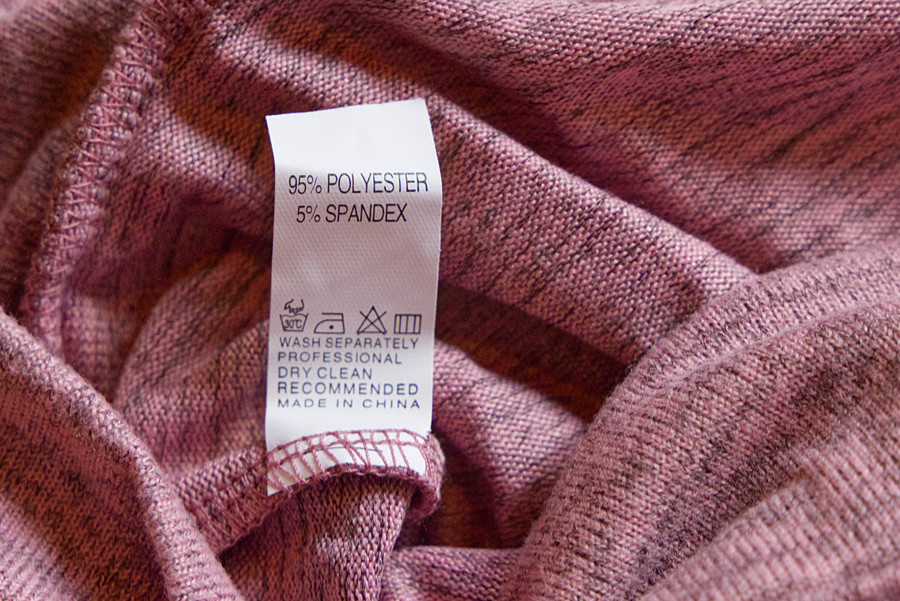 95% POLYESTER
5% SPANDEX
30°C
WASH SEPARATELY
PROFESSIONAL
DRY CLEAN
RECOMMENDED
MADE IN CHINA